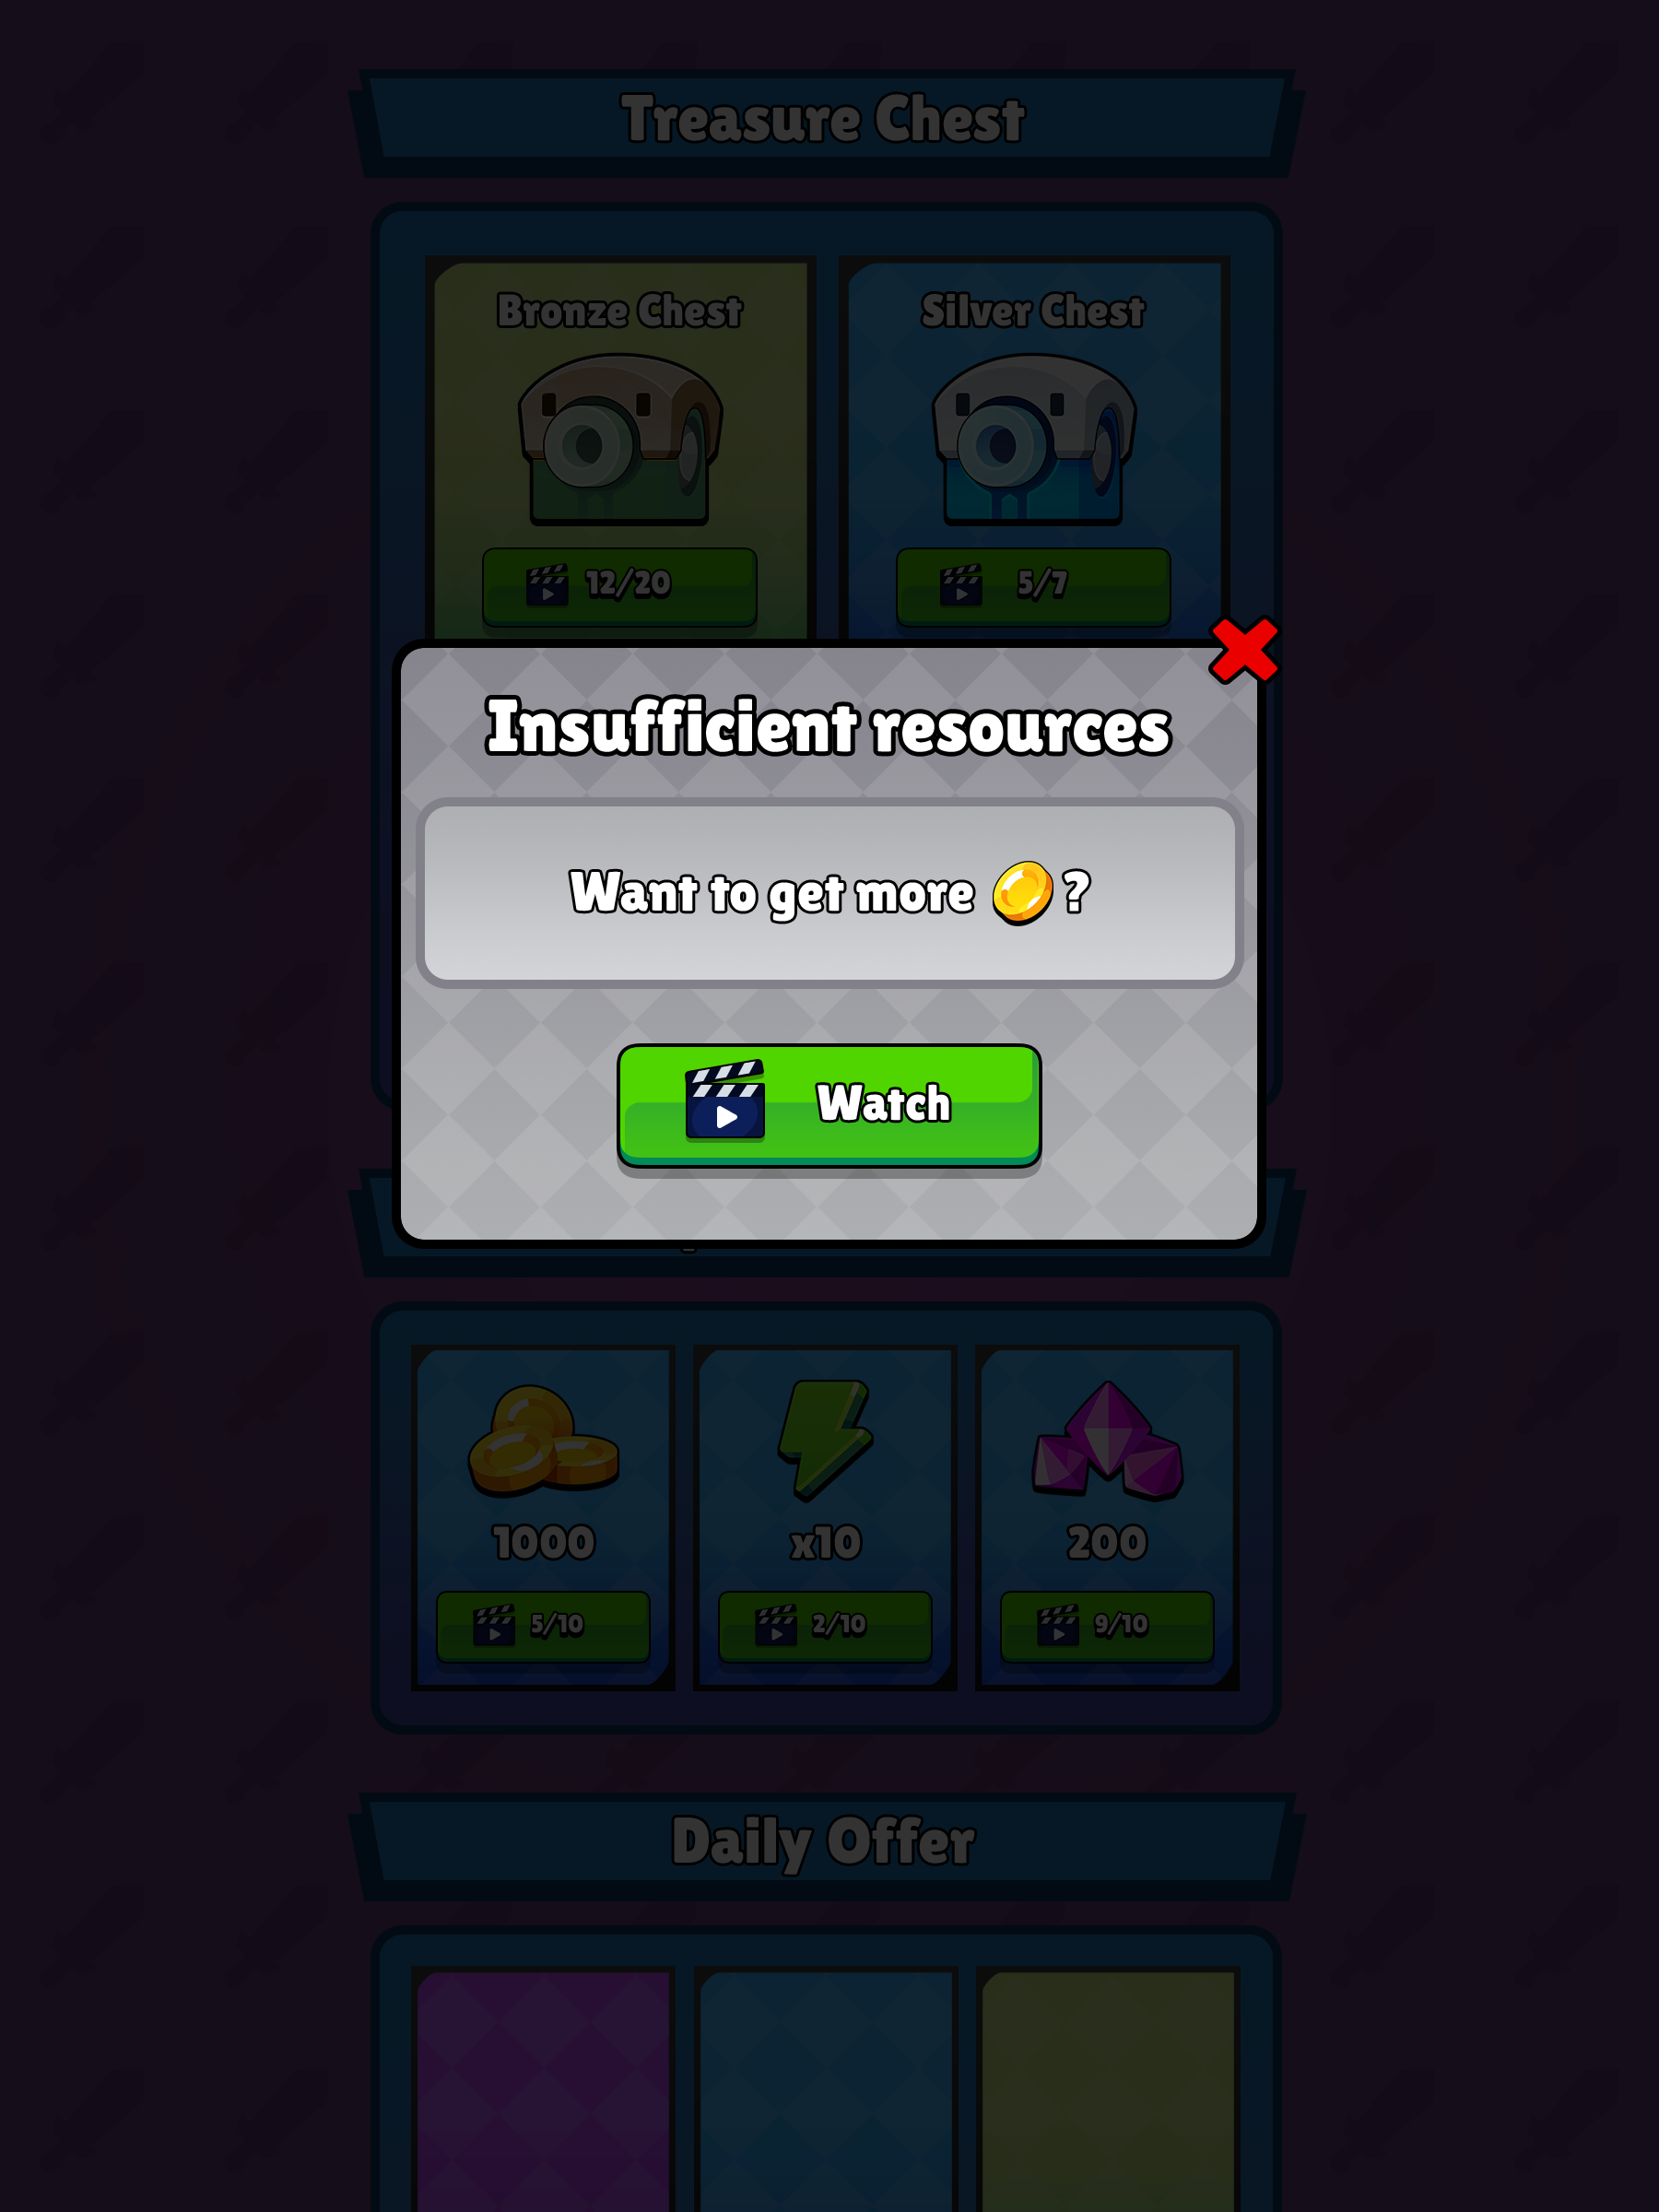 Treasure Chest
Bronze Chest
Silver Chest
12/20
5/7
Insufficient resources
Want to get more ?
Watch
1000
x10
200
5/10
2/10
9/10
Daily Offer